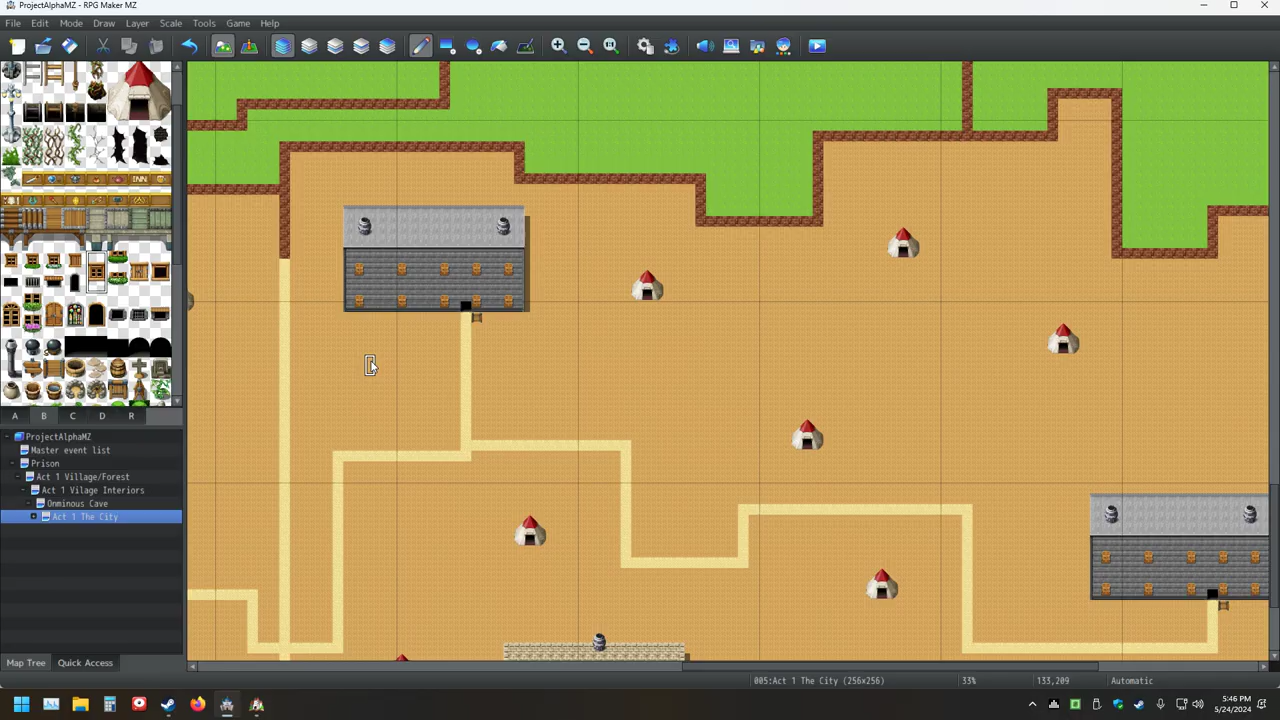 ProjectAlphaMZ - RPG Maker MZ
File Edit Mode Draw Layer Scale Tools Game Help
INN
A B C D R
ProjectAlphaMZ
Master event list
Prison
Act 1 Village/Forest
Act 1 Vilage Interiors
Onminous Cave
Act 1 The City
Map Tree Quick Access
005:Act 1 The City (256x256) 33% 133,209 Automatic
5:46 PM
5/24/2024